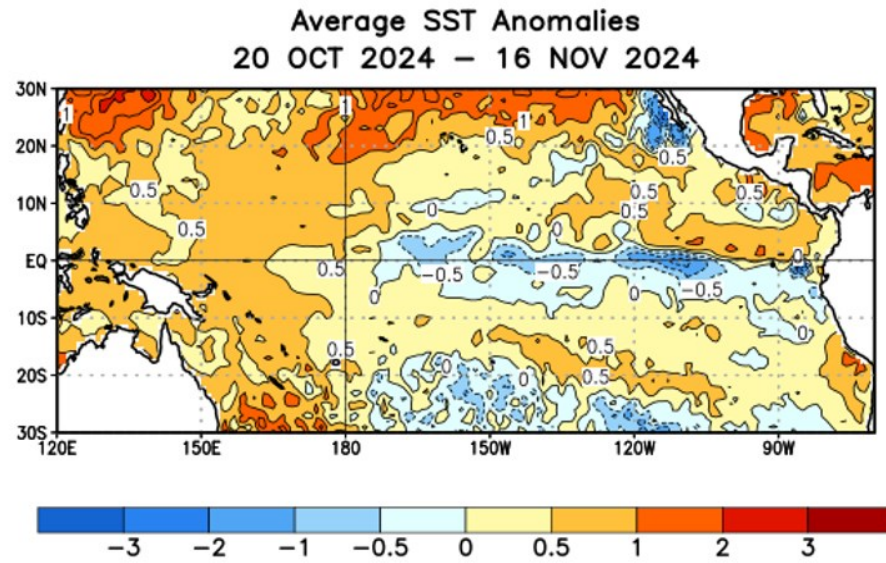 Average SST Anomalies
20 OCT 2024 – 16 NOV 2024
30N
1 1 1
20N 0.5 0.5
10N 0.5 0.5 0.5 0 0.5
0.5 0 0
EQ 0.5 −0.5 −0.5 −0.5
0 0
10S 0
0.5 0.5
20S 0 0 0.5
30S
120E 150E 180 150W 120W 90W
−3 −2 −1 −0.5 0 0.5 1 2 3